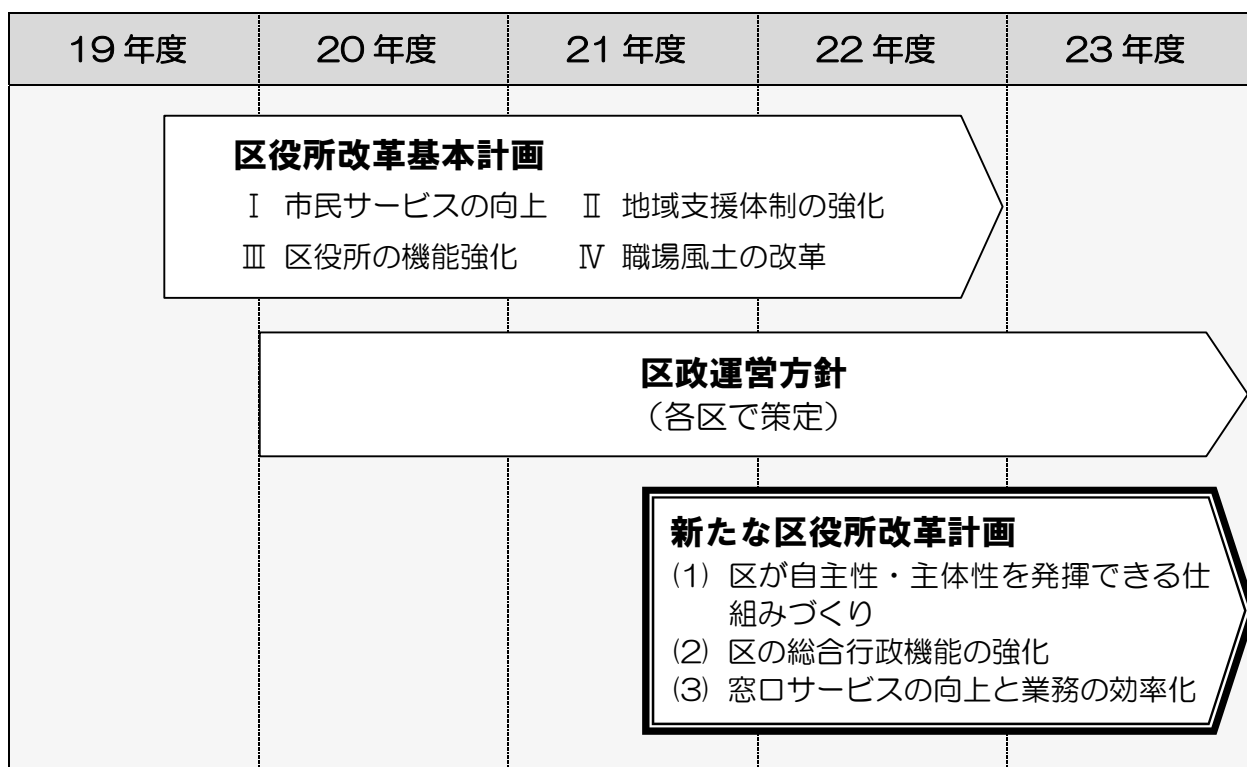 19年度 20年度 21年度 22年度 23年度
区役所改革基本計画
Ⅰ 市民サービスの向上 Ⅱ 地域支援体制の強化
Ⅲ 区役所の機能強化 Ⅳ 職場風土の改革
区政運営方針
（各区で策定）
新たな区役所改革計画
(1) 区が自主性・主体性を発揮できる仕
組みづくり
(2) 区の総合行政機能の強化
(3) 窓口サービスの向上と業務の効率化